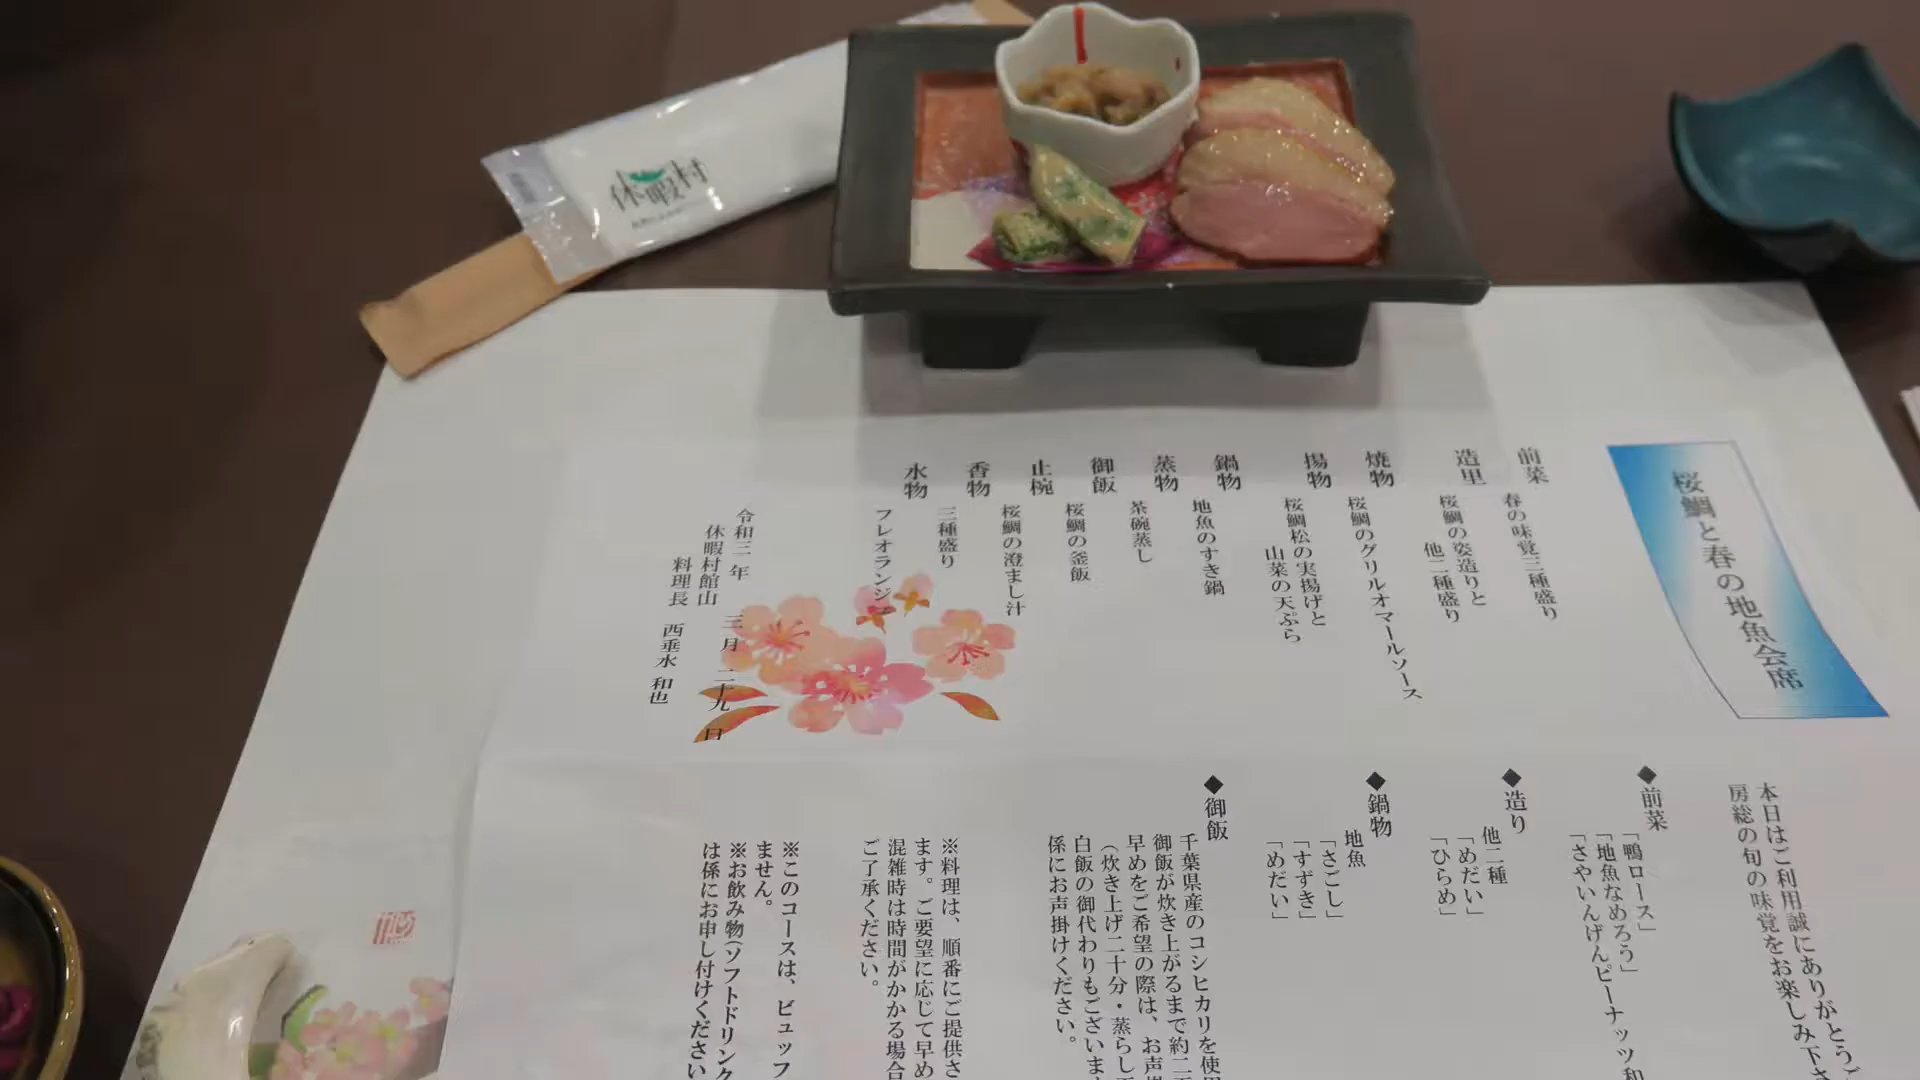 休暇村
桜鯛と春の地魚会席
前菜
春の味覚三種盛り
造里
桜鯛の姿造りと
他二種盛り
焼物
桜鯛のグリルオマールソース
揚物
桜鯛松の実揚げと
山菜の天ぷら
鍋物
地魚のすき鍋
蒸物
茶碗蒸し
御飯
桜鯛の釜飯
止椀
桜鯛の澄まし汁
香物
三種盛り
水物
フレオランジェ
令和三年 三月 二十九日
休暇村館山
料理長 西垂水 和也
本日はご利用誠にありがとうご
房総の旬の味覚をお楽しみ下さ
◆前菜
「鴨ロース」
「地魚なめろう」
「さやいんげんピーナッツ和
◆造り
他二種
「めだい」
「ひらめ」
◆鍋物
地魚
「さごし」
「すずき」
「めだい」
◆御飯
千葉県産のコシヒカリを使用
御飯が炊き上がるまで約二
早めをご希望の際は、お声掛
（炊き上げ二十分・蒸らし
白飯の御代わりもございま
係にお声掛けください。
※料理は、順番にご提供さ
ます。ご要望に応じて早め
混雑時は時間がかかる場合
ご了承ください。
※このコースは、ビュッフ
ません。
※お飲み物（ソフトドリンク
は係にお申し付けください